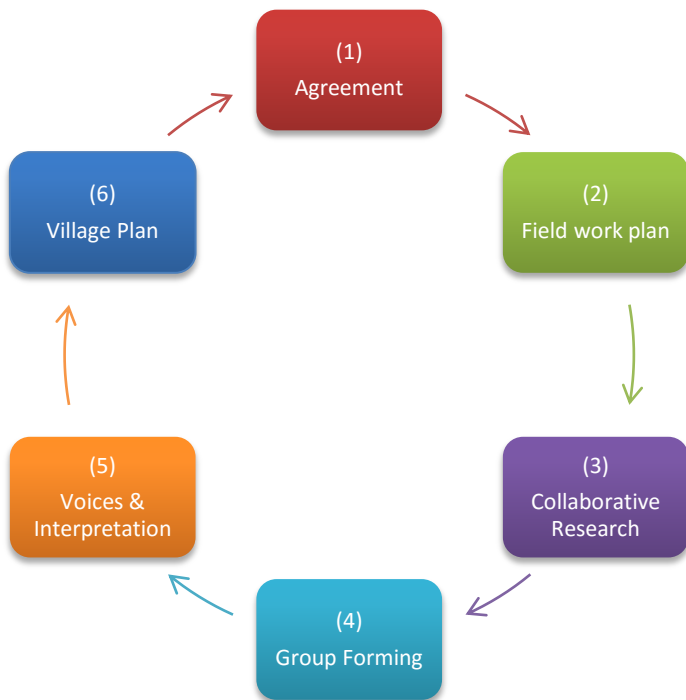 (1)
Agreement
(2)
Field work plan
(3)
Collaborative
Research
(4)
Group Forming
(5)
Voices &
Interpretation
(6)
Village Plan